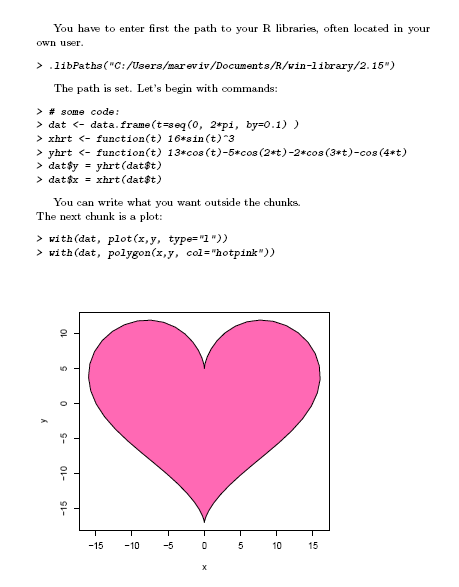 You have to enter first the path to your R libraries, often located in your
own user.
> .libPaths("C:/Users/mareviv/Documents/R/win-library/2.15")
The path is set. Let's begin with commands:
> # some code:
> dat <- data.frame(t=seq(0, 2*pi, by=0.1) )
> xhrt <- function(t) 16*sin(t)^3
> yhrt <- function(t) 13*cos(t)-5*cos(2*t)-2*cos(3*t)-cos(4*t)
> dat$y = yhrt(dat$t)
> dat$x = xhrt(dat$t)
You can write what you want outside the chunks.
The next chunk is a plot:
> with(dat, plot(x,y, type="l"))
> with(dat, polygon(x,y, col="hotpink"))
10
5
0
-5
-10
-15
y
-15 -10 -5 0 5 10 15
x